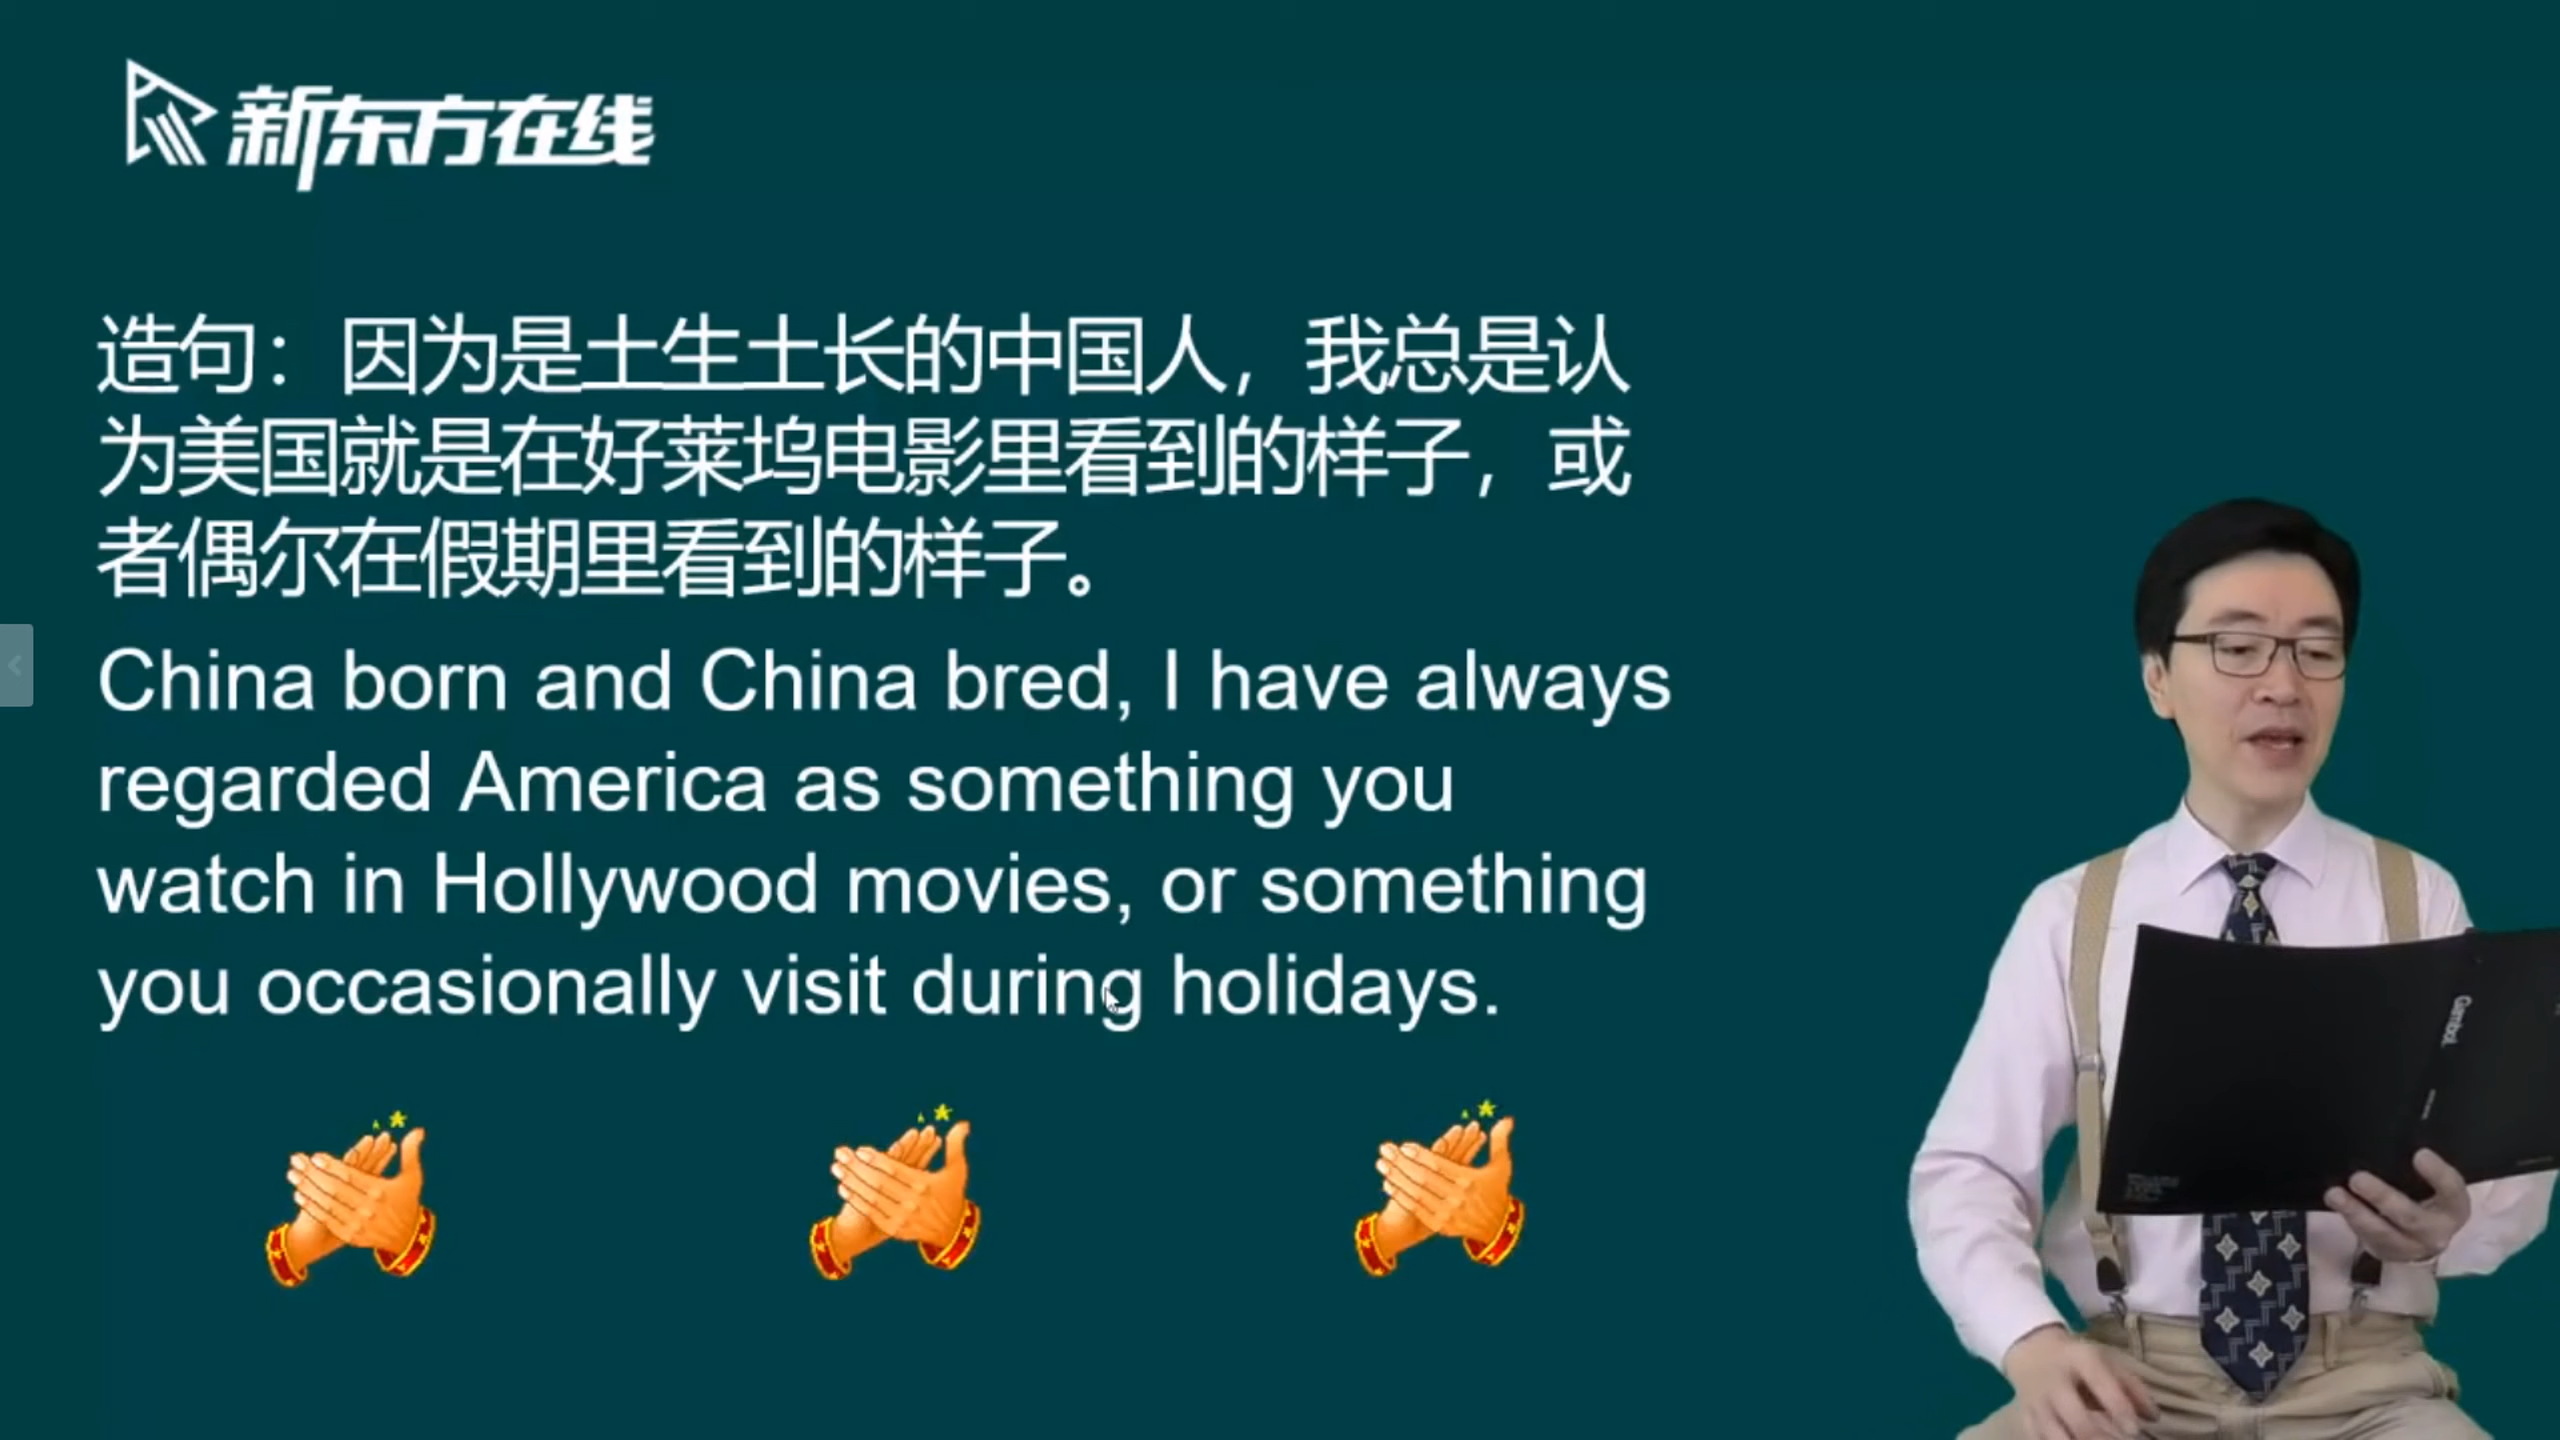 新东方在线
造句：因为是土生土长的中国人，我总是认
为美国就是在好莱坞电影里看到的样子，或
者偶尔在假期里看到的样子。
China born and China bred, I have always
regarded America as something you
watch in Hollywood movies, or something
you occasionally visit during holidays.
Gambol